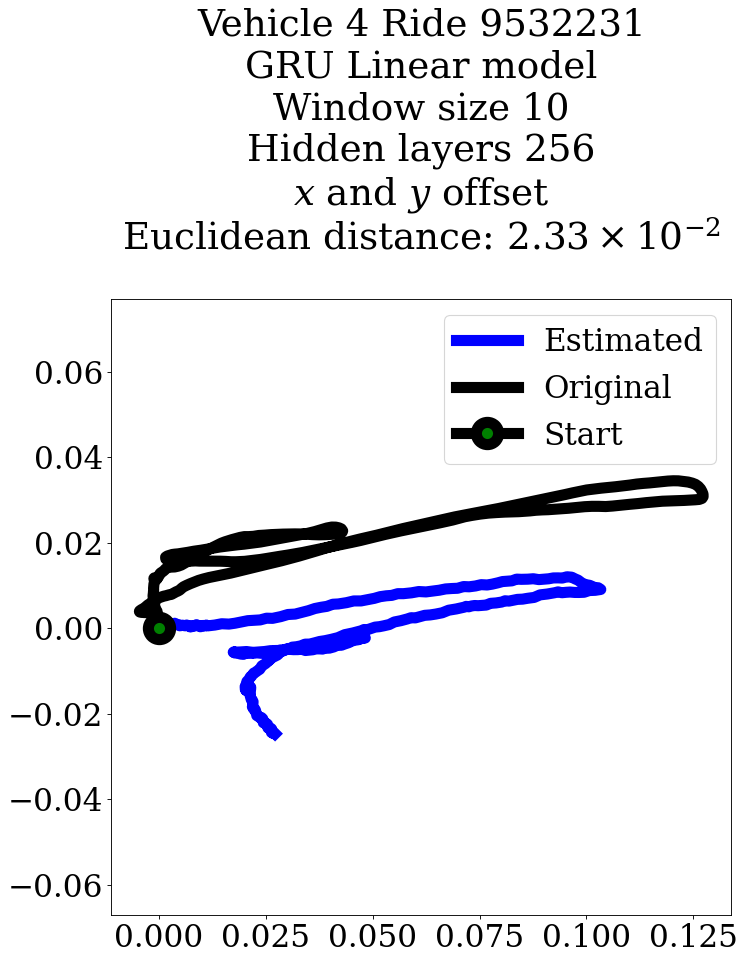 Vehicle 4 Ride 9532231
GRU Linear model
Window size 10
Hidden layers 256
x and y offset
Euclidean distance: 2.33 × 10⁻²
Estimated
Original
Start
0.06
0.04
0.02
0.00
−0.02
−0.04
−0.06
0.000 0.025 0.050 0.075 0.100 0.125